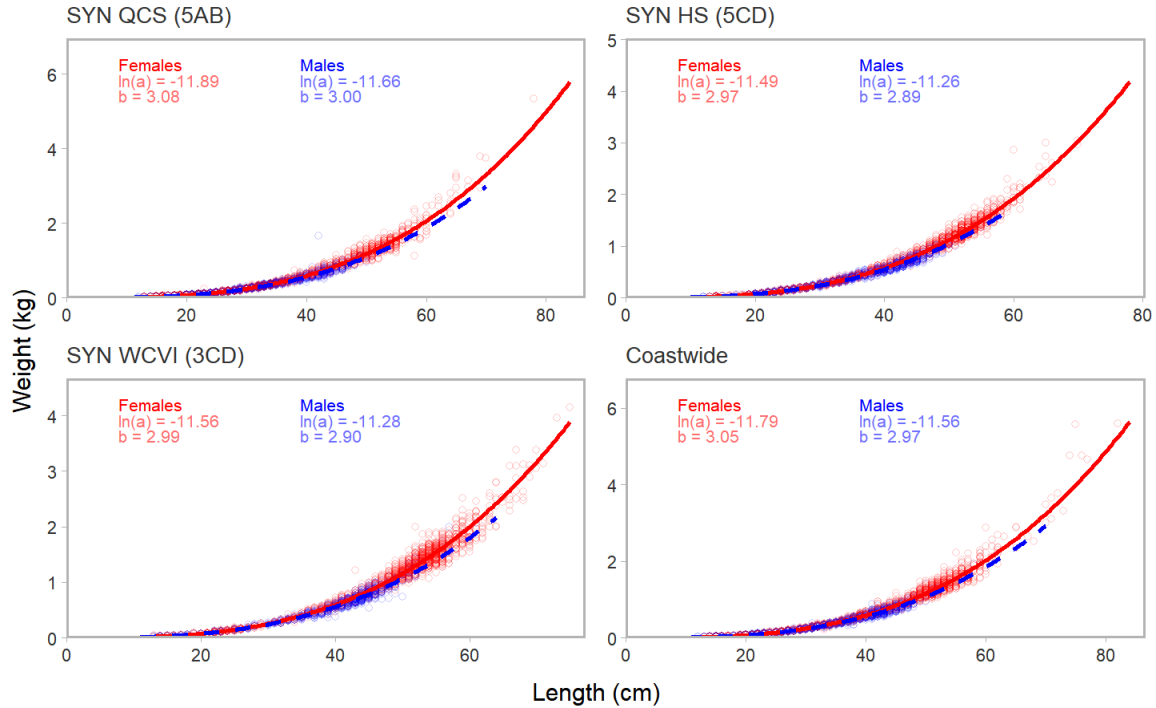 SYN QCS (5AB)
Females
ln(a) = -11.89
b = 3.08
Males
ln(a) = -11.66
b = 3.00
6
4
2
0
0 20 40 60 80
SYN HS (5CD)
Females
ln(a) = -11.49
b = 2.97
Males
ln(a) = -11.26
b = 2.89
5
4
3
2
1
0
0 20 40 60 80
SYN WCVI (3CD)
Females
ln(a) = -11.56
b = 2.99
Males
ln(a) = -11.28
b = 2.90
4
3
2
1
0
0 20 40 60
Coastwide
Females
ln(a) = -11.79
b = 3.05
Males
ln(a) = -11.56
b = 2.97
6
4
2
0
0 20 40 60 80
Weight (kg)
Length (cm)